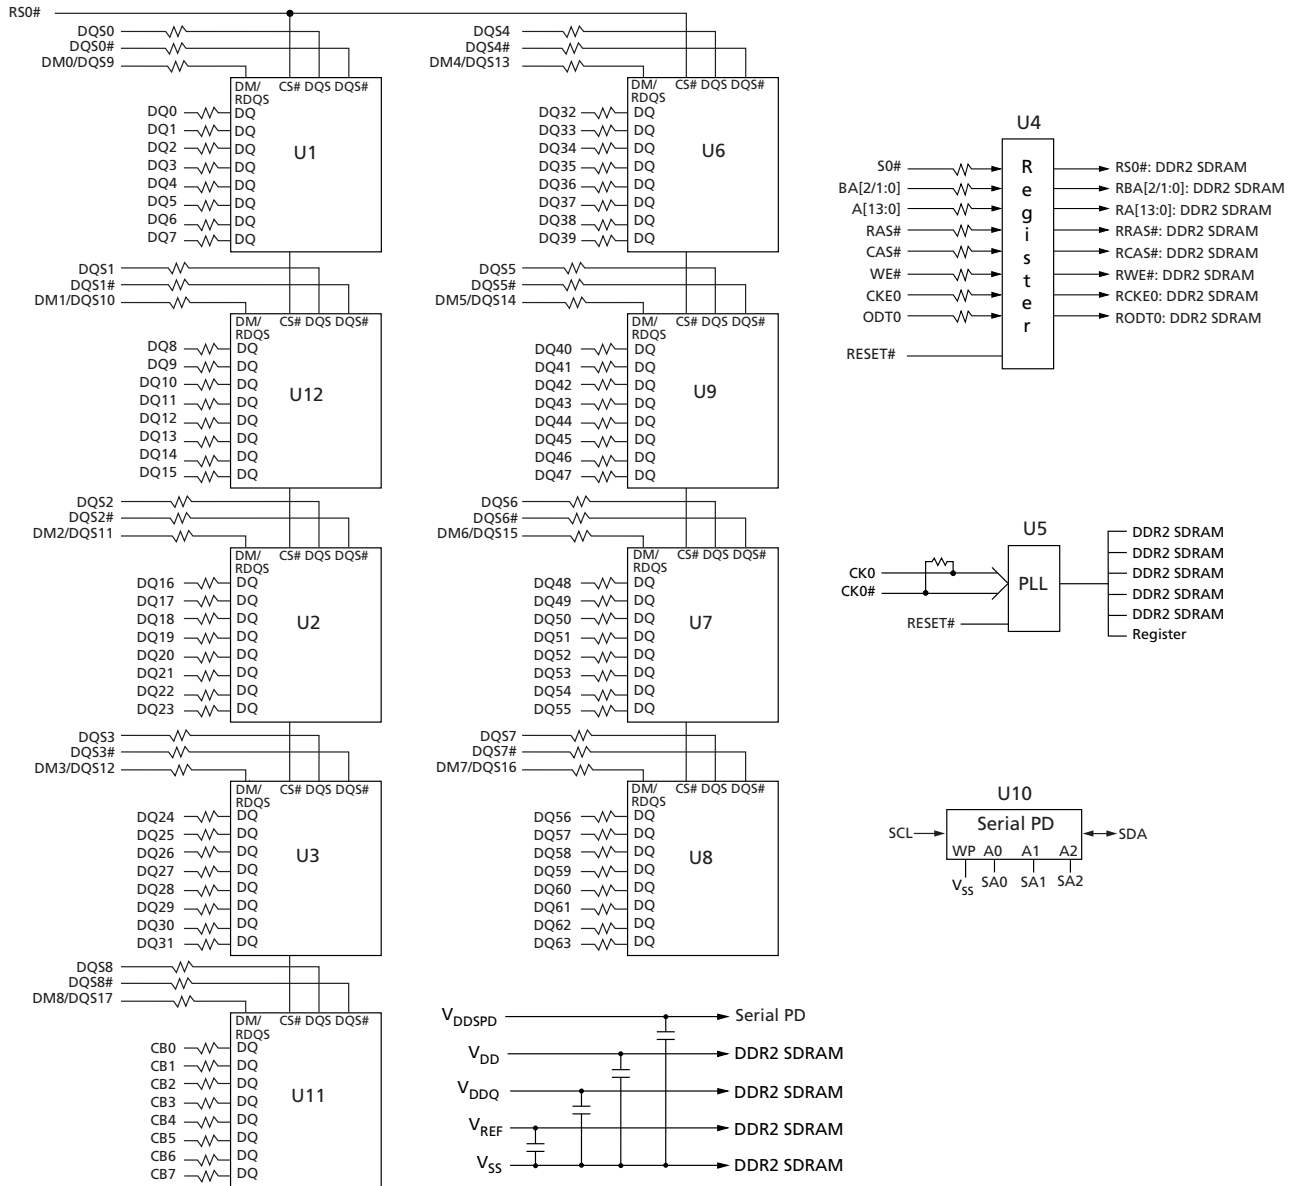 RS0#
DQS0
DQS0#
DM0/DQS9
DM/ CS# DQS DQS#
RDQS
DQ0 DQ
DQ1 DQ
DQ2 DQ
DQ3 DQ
DQ4 DQ
DQ5 DQ
DQ6 DQ
DQ7 DQ
U1
DQS1
DQS1#
DM1/DQS10
DM/ CS# DQS DQS#
RDQS
DQ8 DQ
DQ9 DQ
DQ10 DQ
DQ11 DQ
DQ12 DQ
DQ13 DQ
DQ14 DQ
DQ15 DQ
U12
DQS2
DQS2#
DM2/DQS11
DM/ CS# DQS DQS#
RDQS
DQ16 DQ
DQ17 DQ
DQ18 DQ
DQ19 DQ
DQ20 DQ
DQ21 DQ
DQ22 DQ
DQ23 DQ
U2
DQS3
DQS3#
DM3/DQS12
DM/ CS# DQS DQS#
RDQS
DQ24 DQ
DQ25 DQ
DQ26 DQ
DQ27 DQ
DQ28 DQ
DQ29 DQ
DQ30 DQ
DQ31 DQ
U3
DQS8
DQS8#
DM8/DQS17
DM/ CS# DQS DQS#
RDQS
CB0 DQ
CB1 DQ
CB2 DQ
CB3 DQ
CB4 DQ
CB5 DQ
CB6 DQ
CB7 DQ
U11
DQS4
DQS4#
DM4/DQS13
DM/ CS# DQS DQS#
RDQS
DQ32 DQ
DQ33 DQ
DQ34 DQ
DQ35 DQ
DQ36 DQ
DQ37 DQ
DQ38 DQ
DQ39 DQ
U6
DQS5
DQS5#
DM5/DQS14
DM/ CS# DQS DQS#
RDQS
DQ40 DQ
DQ41 DQ
DQ42 DQ
DQ43 DQ
DQ44 DQ
DQ45 DQ
DQ46 DQ
DQ47 DQ
U9
DQS6
DQS6#
DM6/DQS15
DM/ CS# DQS DQS#
RDQS
DQ48 DQ
DQ49 DQ
DQ50 DQ
DQ51 DQ
DQ52 DQ
DQ53 DQ
DQ54 DQ
DQ55 DQ
U7
DQS7
DQS7#
DM7/DQS16
DM/ CS# DQS DQS#
RDQS
DQ56 DQ
DQ57 DQ
DQ58 DQ
DQ59 DQ
DQ60 DQ
DQ61 DQ
DQ62 DQ
DQ63 DQ
U8
VDDSPD Serial PD
VDD DDR2 SDRAM
VDDQ DDR2 SDRAM
VREF DDR2 SDRAM
VSS DDR2 SDRAM
U4
Register
S0# RS0#: DDR2 SDRAM
BA[2/1:0] RBA[2/1:0]: DDR2 SDRAM
A[13:0] RA[13:0]: DDR2 SDRAM
RAS# RRAS#: DDR2 SDRAM
CAS# RCAS#: DDR2 SDRAM
WE# RWE#: DDR2 SDRAM
CKE0 RCKE0: DDR2 SDRAM
ODT0 RODT0: DDR2 SDRAM
RESET#
U5
CK0
CK0#
RESET#
PLL
DDR2 SDRAM
DDR2 SDRAM
DDR2 SDRAM
DDR2 SDRAM
DDR2 SDRAM
Register
U10
SCL Serial PD SDA
WP A0 A1 A2
VSS SA0 SA1 SA2